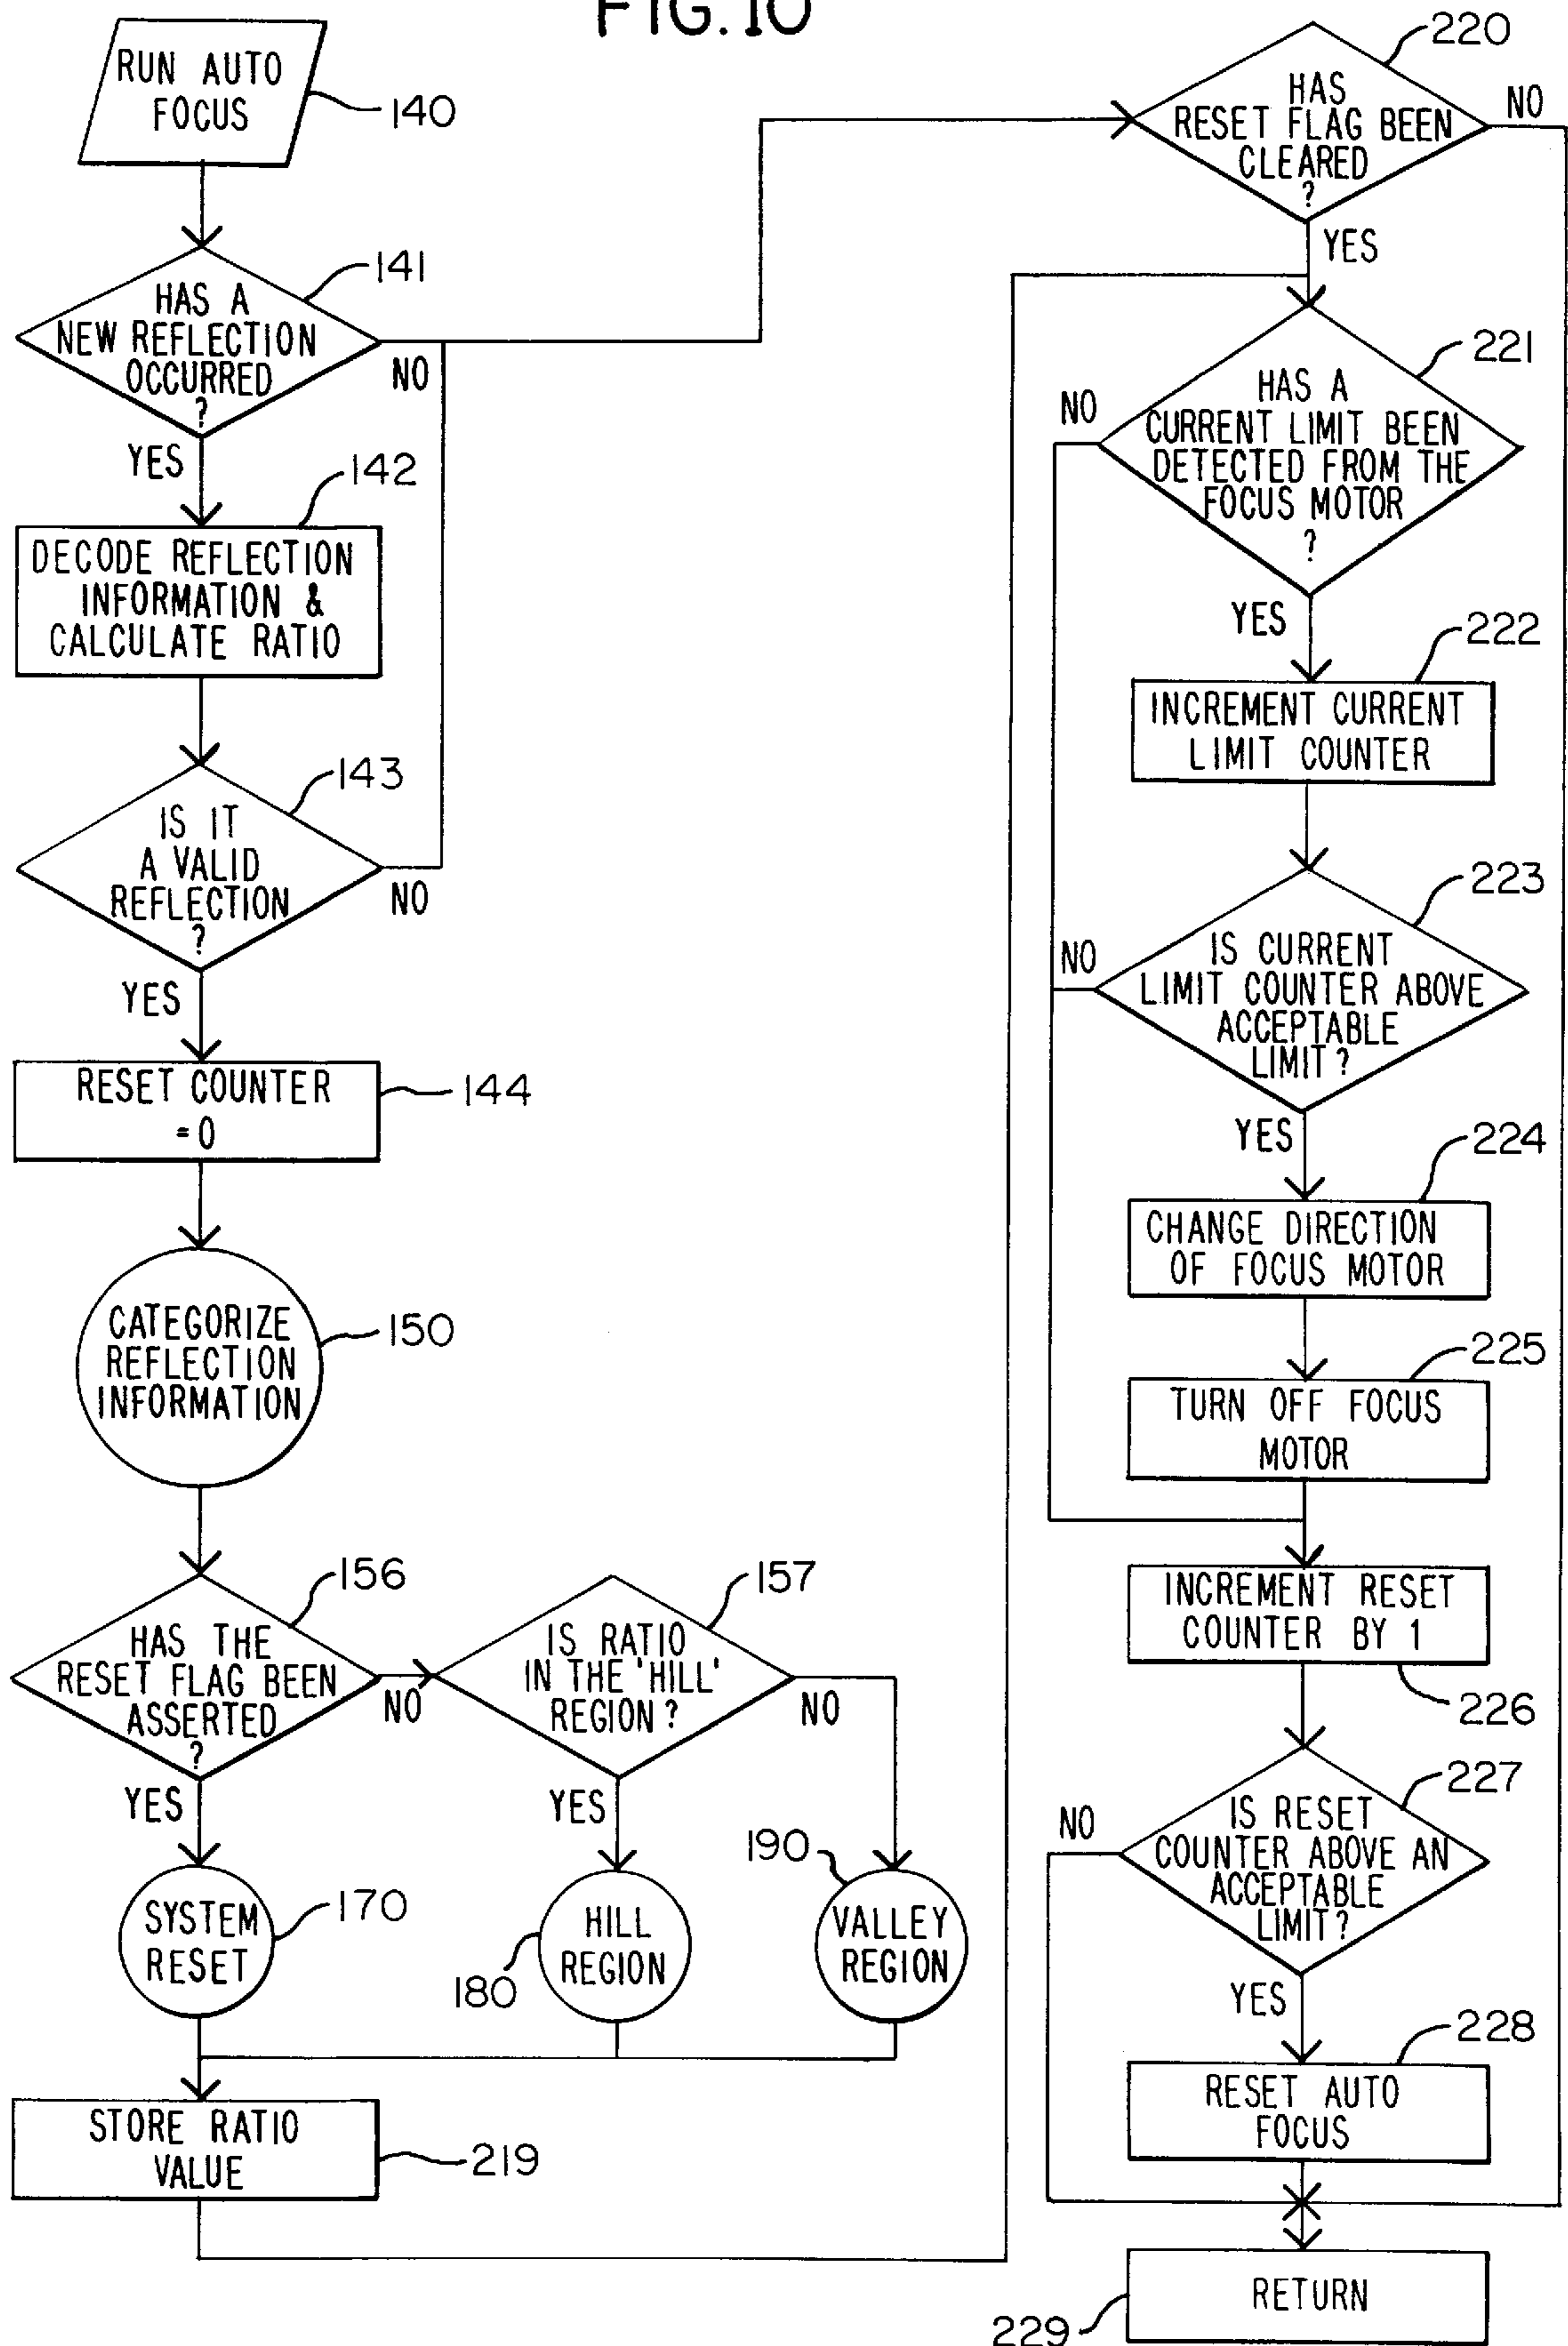 FIG.10
RUN AUTO
FOCUS
140
HAS A
NEW REFLECTION
OCCURRED
?
141
NO
YES
142
DECODE REFLECTION
INFORMATION &
CALCULATE RATIO
143
IS IT
A VALID
REFLECTION
?
NO
YES
RESET COUNTER
=0
144
CATEGORIZE
REFLECTION
INFORMATION
150
156
HAS THE
RESET FLAG BEEN
ASSERTED
?
NO
YES
157
IS RATIO
IN THE 'HILL'
REGION?
NO
YES
SYSTEM
RESET
170
HILL
REGION
180
190
VALLEY
REGION
STORE RATIO
VALUE
219
220
HAS
RESET FLAG BEEN
CLEARED
?
NO
YES
221
HAS A
CURRENT LIMIT BEEN
DETECTED FROM THE
FOCUS MOTOR
?
NO
YES
222
INCREMENT CURRENT
LIMIT COUNTER
223
IS CURRENT
LIMIT COUNTER ABOVE
ACCEPTABLE
LIMIT?
NO
YES
224
CHANGE DIRECTION
OF FOCUS MOTOR
225
TURN OFF FOCUS
MOTOR
INCREMENT RESET
COUNTER BY 1
226
227
IS RESET
COUNTER ABOVE AN
ACCEPTABLE
LIMIT?
NO
YES
228
RESET AUTO
FOCUS
RETURN
229